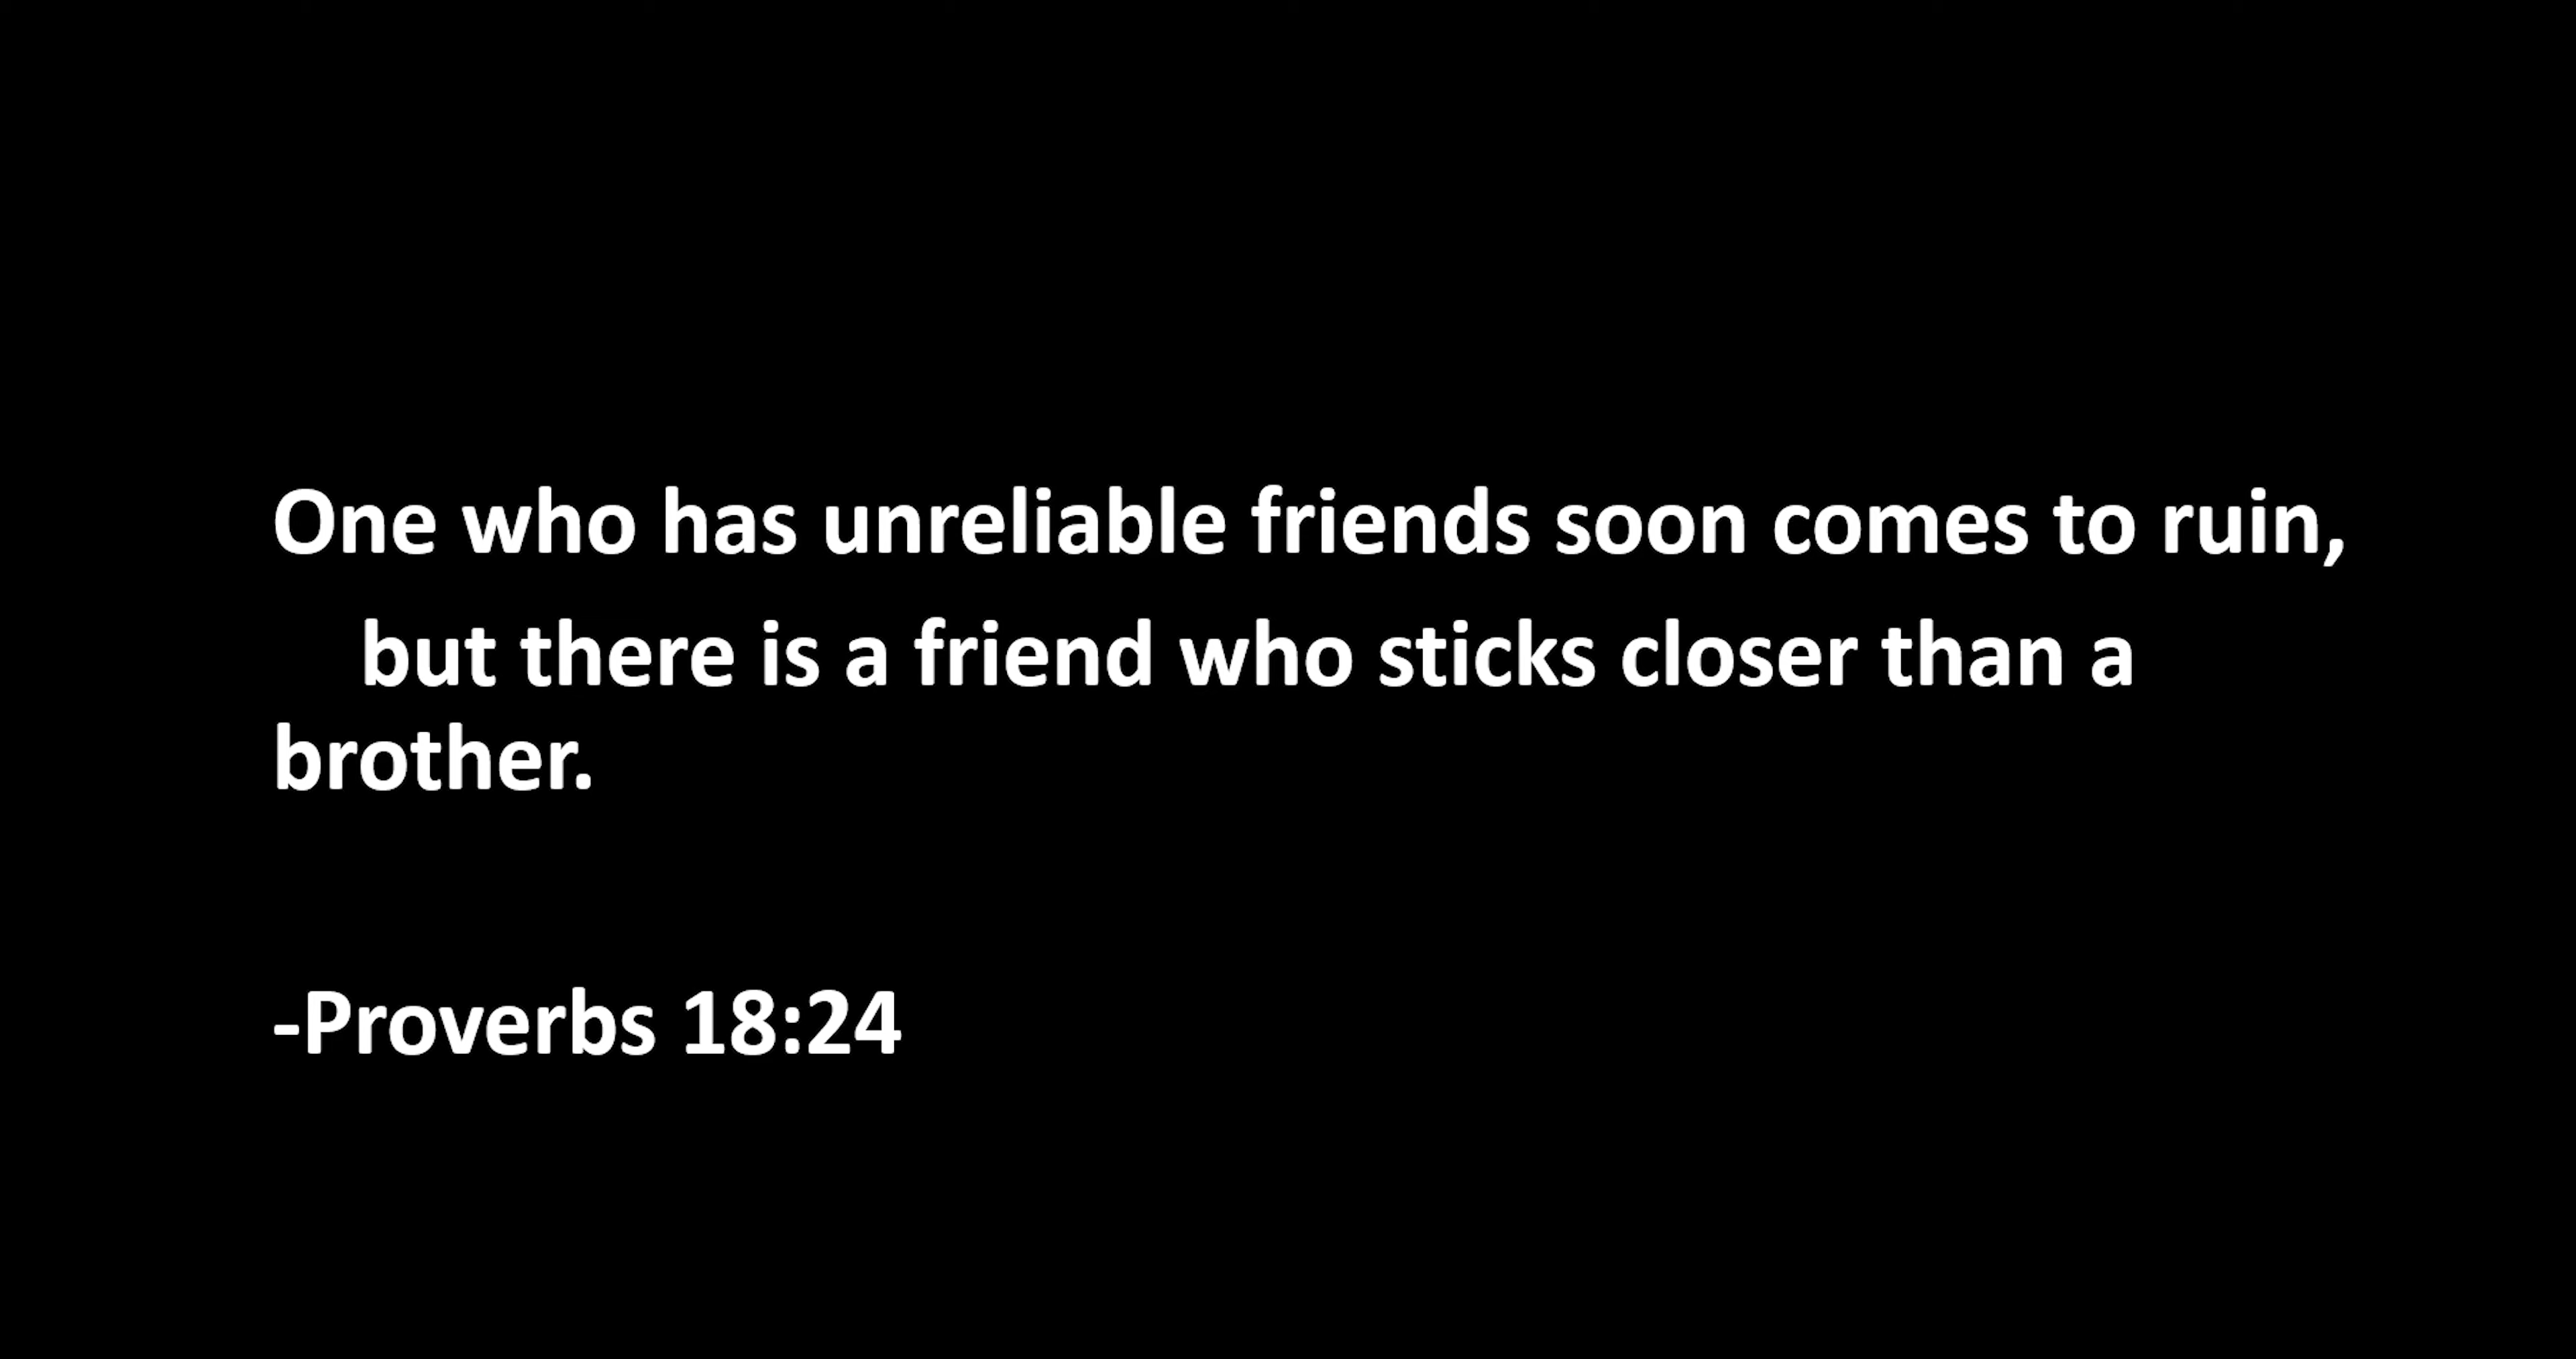 One who has unreliable friends soon comes to ruin,
but there is a friend who sticks closer than a
brother.
-Proverbs 18:24